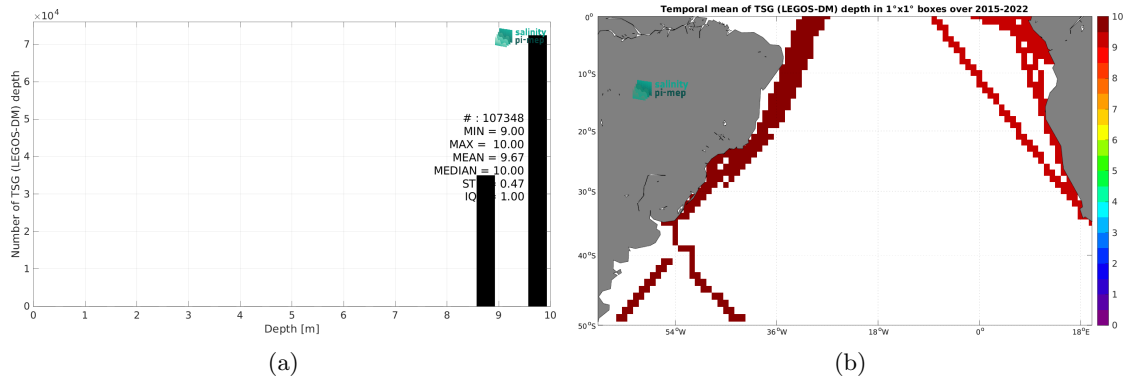 ×10⁴
Number of TSG (LEGOS-DM) depth
7
6
5
4
3
2
1
0
salinity
pi-mep
# : 107348
MIN = 9.00
MAX = 10.00
MEAN = 9.67
MEDIAN = 10.00
ST = 0.47
IQ = 1.00
0 1 2 3 4 5 6 7 8 9 10
Depth [m]
(a)
Temporal mean of TSG (LEGOS-DM) depth in 1°x1° boxes over 2015-2022
0°
10°S
20°S
30°S
40°S
50°S
salinity
pi-mep
54°W 36°W 18°W 0° 18°E
10
9
8
7
6
5
4
3
2
1
0
(b)